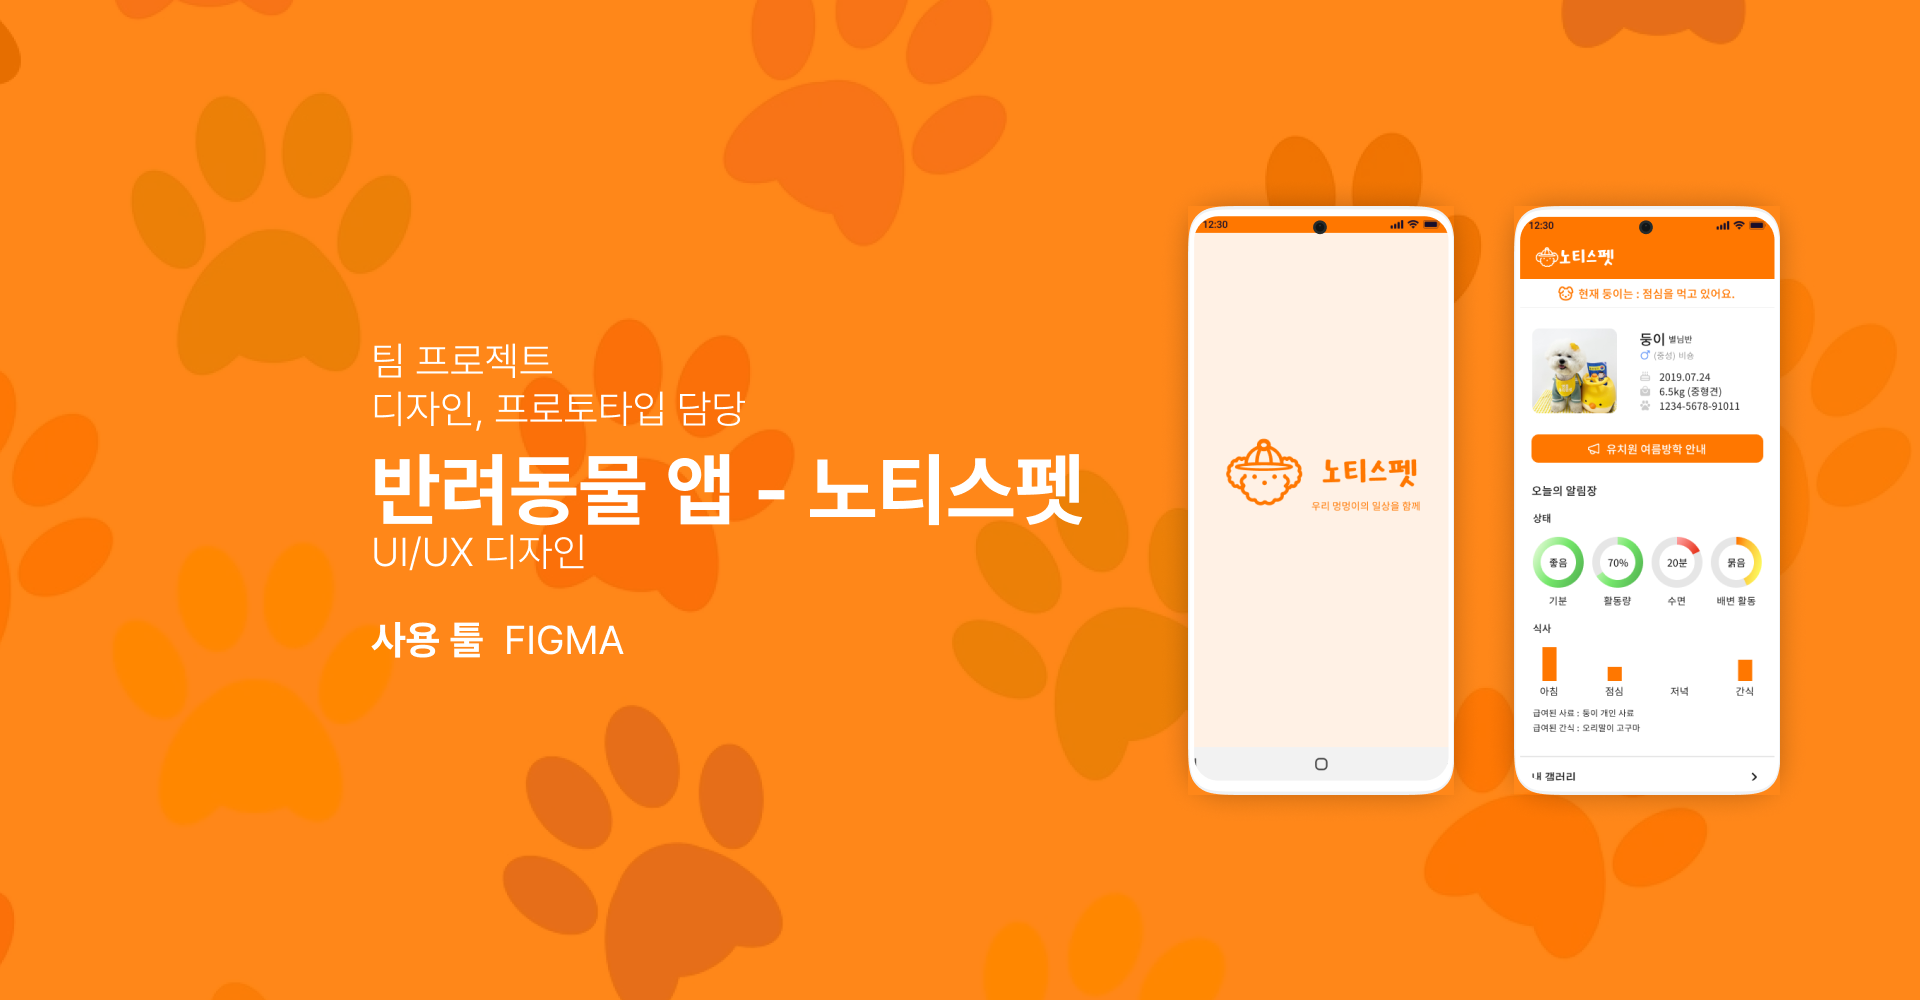 팀 프로젝트
디자인, 프로토타입 담당
반려동물 앱 - 노티스펫
UI/UX 디자인
사용 툴 FIGMA
12:30
노티스펫
우리 멍멍이의 일상을 함께
12:30
노티스펫
현재 둥이는 : 점심을 먹고 있어요.
둥이 별님반
(중성) 비숑
2019.07.24
6.5kg (중형견)
1234-5678-91011
유치원 여름방학 안내
오늘의 알림장
상태
좋음 70% 20분 묽음
기분 활동량 수면 배변 활동
식사
아침 점심 저녁 간식
급여된 사료 : 둥이 개인 사료
급여된 간식 : 오리말이 고구마
내 갤러리